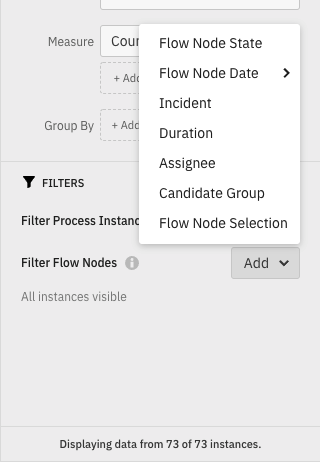 Measure
Coun
+ Add
Group By
+ Add
Flow Node State
Flow Node Date
Incident
Duration
Assignee
Candidate Group
Flow Node Selection
FILTERS
Filter Process Instanc
Filter Flow Nodes
Add
All instances visible
Displaying data from 73 of 73 instances.